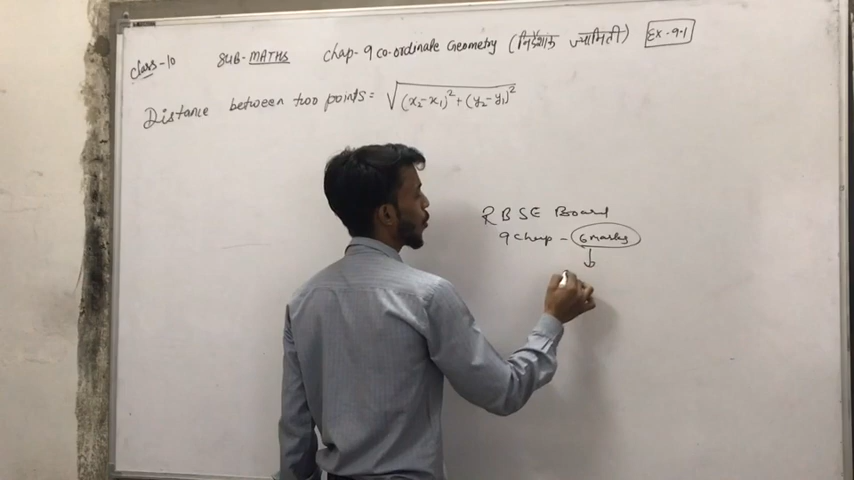 Class-10 SUB-MATHS Chap-9 co-ordinate Geometry (निर्देशांक ज्यामिती) Ex-9.1
Distance between two points = √(x₂-x₁)²+(y₂-y₁)²
RBSE Board
9 Chap - 6 marks